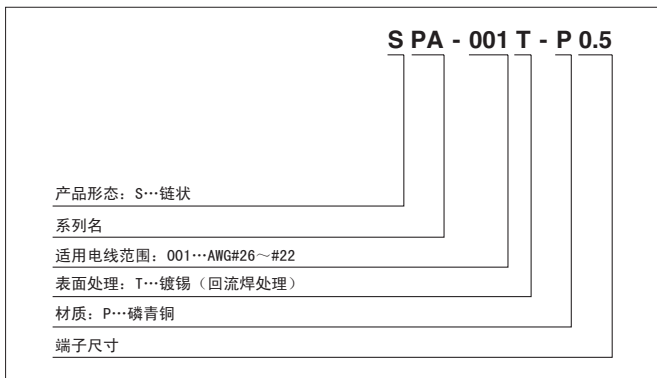 S PA - 001 T - P 0.5
产品形态：S…链状
系列名
适用电线范围：001…AWG#26～#22
表面处理：T…镀锡（回流焊处理）
材质：P…磷青铜
端子尺寸